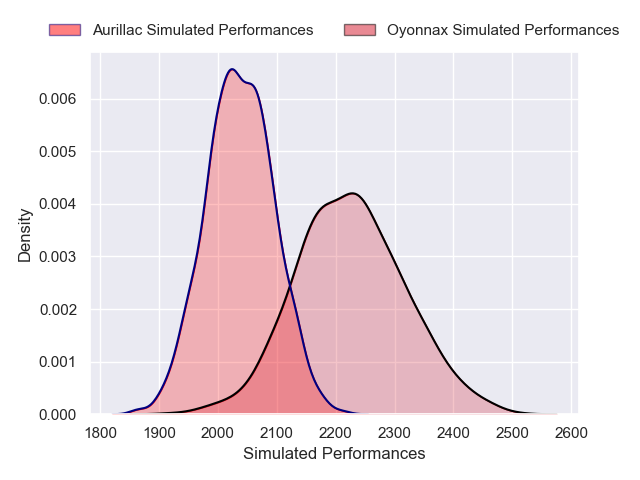 Aurillac Simulated Performances Oyonnax Simulated Performances
0.006
0.005
0.004
0.003
0.002
0.001
0.000
Density
1800 1900 2000 2100 2200 2300 2400 2500 2600
Simulated Performances